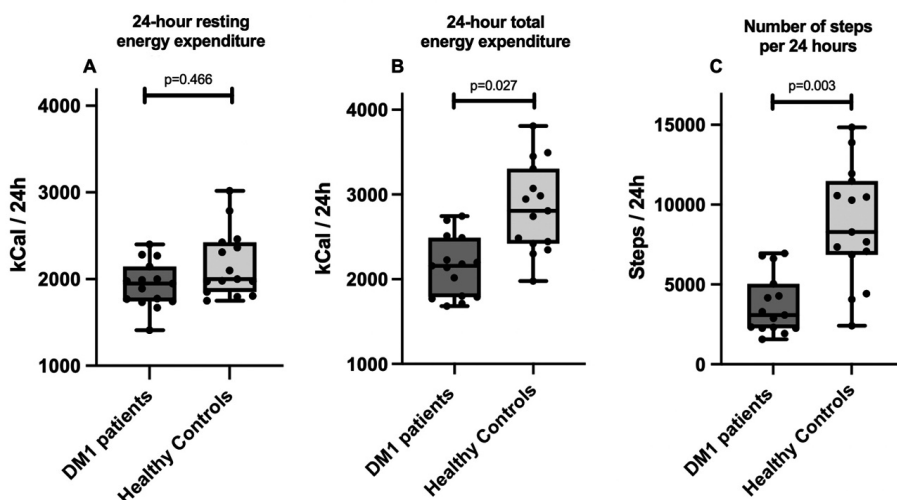 24-hour resting
energy expenditure
A
p=0.466
4000
3000
2000
1000
kCal / 24h
DM1 patients
Healthy Controls
24-hour total
energy expenditure
B
p=0.027
4000
3000
2000
1000
kCal / 24h
DM1 patients
Healthy Controls
Number of steps
per 24 hours
C
p=0.003
15000
10000
5000
0
Steps / 24h
DM1 patients
Healthy Controls